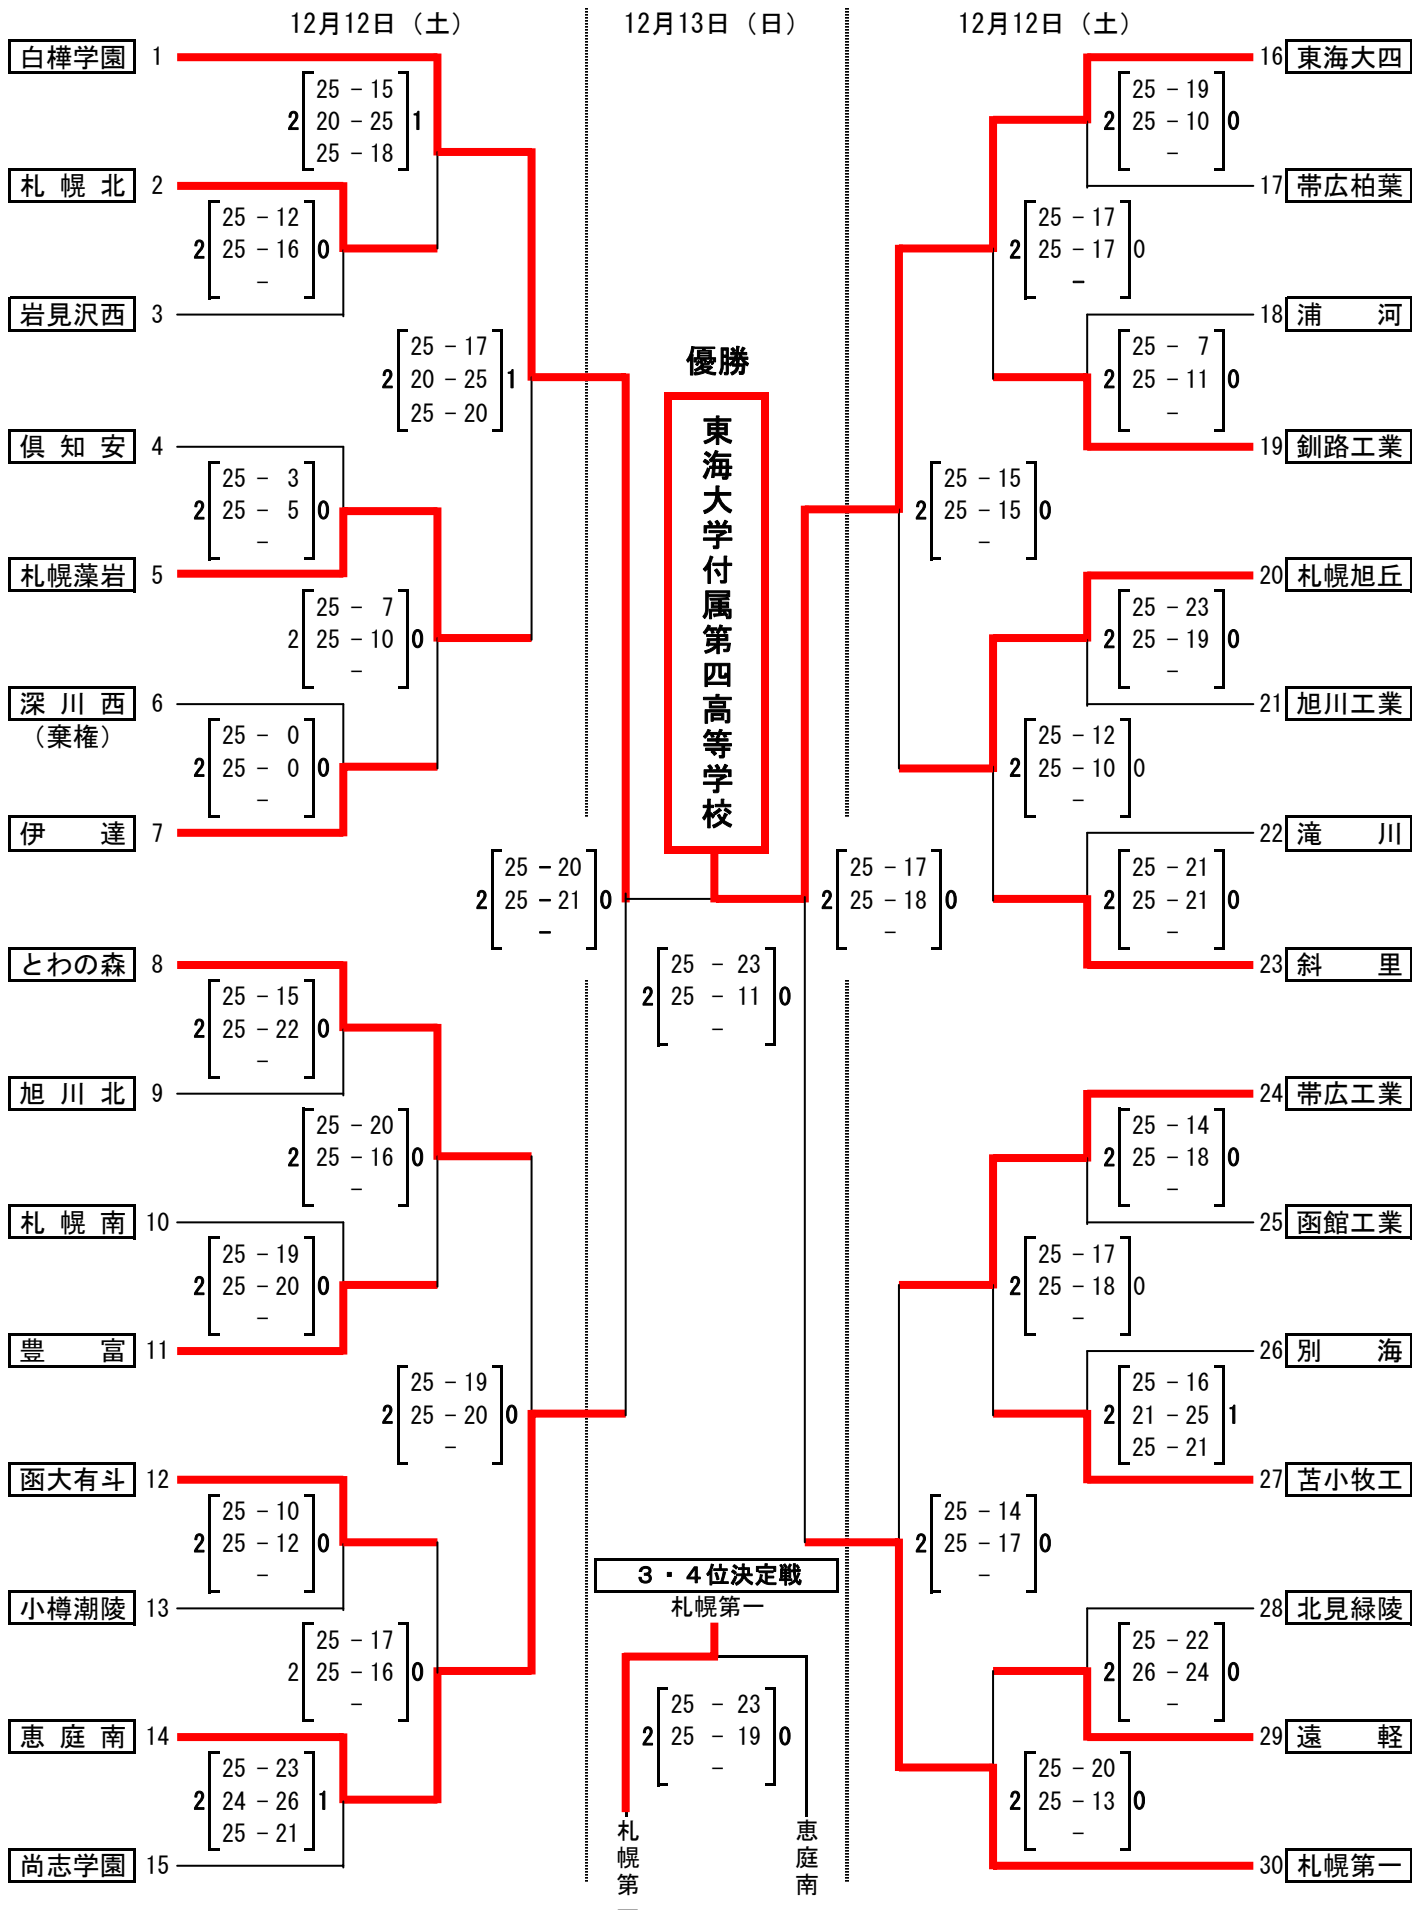 12月12日（土）
12月13日（日）
12月12日（土）
白樺学園 1
2 25 - 15 1
20 - 25
25 - 18
札幌北 2
2 25 - 12 0
25 - 16
-
岩見沢西 3
2 25 - 17 1
20 - 25
25 - 20
倶知安 4
2 25 - 3 0
25 - 5
-
札幌藻岩 5
2 25 - 7 0
25 - 10
-
深川西 6
（棄権）
2 25 - 0 0
25 - 0
-
伊達 7
2 25 - 20 0
25 - 21
-
とわの森 8
2 25 - 15 0
25 - 22
-
旭川北 9
2 25 - 20 0
25 - 16
-
札幌南 10
2 25 - 19 0
25 - 20
-
豊富 11
2 25 - 19 0
25 - 20
-
函大有斗 12
2 25 - 10 0
25 - 12
-
小樽潮陵 13
2 25 - 17 0
25 - 16
-
恵庭南 14
2 25 - 23 1
24 - 26
25 - 21
尚志学園 15
優勝
東海大学付属第四高等学校
2 25 - 23 0
25 - 11
-
３・４位決定戦
札幌第一
2 25 - 23 0
25 - 19
-
札幌第
恵庭南
16 東海大四
2 25 - 19 0
25 - 10
-
17 帯広柏葉
2 25 - 17 0
25 - 17
-
18 浦河
2 25 - 7 0
25 - 11
-
19 釧路工業
2 25 - 15 0
25 - 15
-
20 札幌旭丘
2 25 - 23 0
25 - 19
-
21 旭川工業
2 25 - 12 0
25 - 10
-
22 滝川
2 25 - 21 0
25 - 21
-
23 斜里
2 25 - 17 0
25 - 18
-
24 帯広工業
2 25 - 14 0
25 - 18
-
25 函館工業
2 25 - 17 0
25 - 18
-
26 別海
2 25 - 16 1
21 - 25
25 - 21
27 苫小牧工
2 25 - 14 0
25 - 17
-
28 北見緑陵
2 25 - 22 0
26 - 24
-
29 遠軽
2 25 - 20 0
25 - 13
-
30 札幌第一